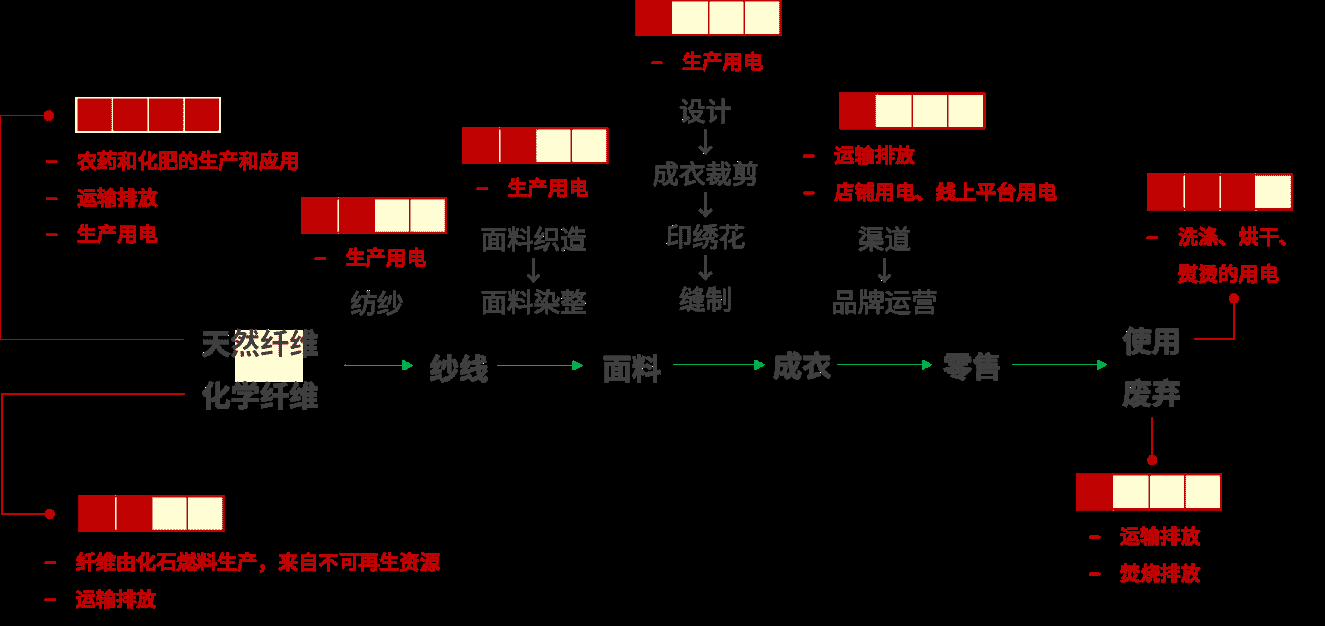 – 生产用电
设计
成衣裁剪
印绣花
缝制
– 农药和化肥的生产和应用
– 运输排放
– 生产用电
– 生产用电
纺纱
– 生产用电
面料织造
面料染整
– 运输排放
– 店铺用电、线上平台用电
渠道
品牌运营
– 洗涤、烘干、
熨烫的用电
天然纤维
化学纤维
纱线
面料
成衣
零售
使用
废弃
– 纤维由化石燃料生产，来自不可再生资源
– 运输排放
– 运输排放
– 焚烧排放